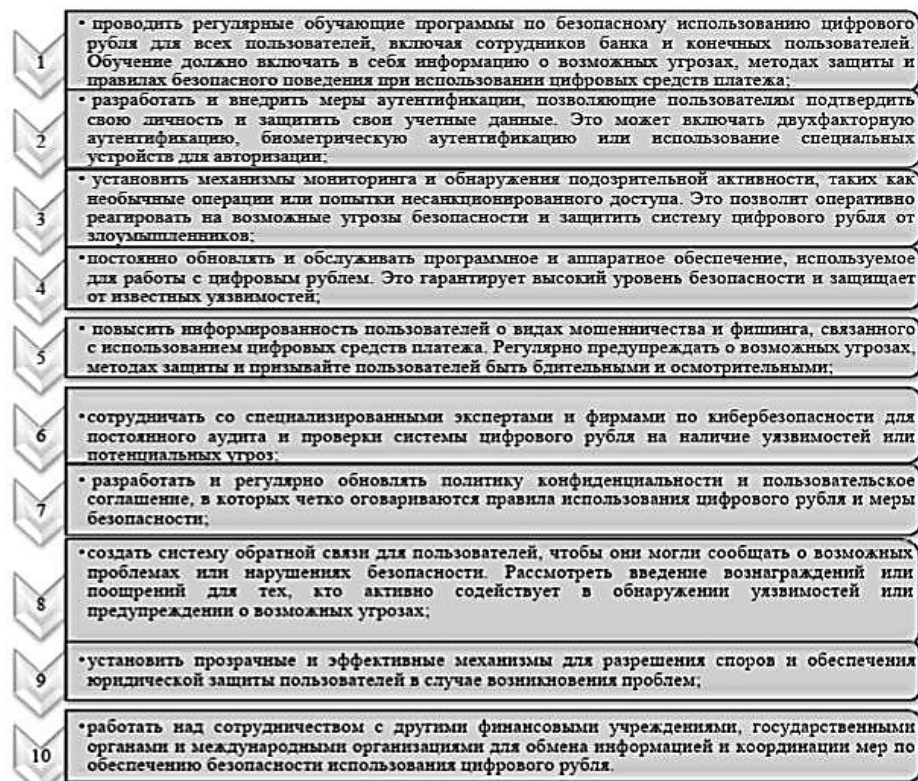 1
• проводить регулярные обучающие программы по безопасному использованию цифрового
рубля для всех пользователей, включая сотрудников банка и конечных пользователей.
Обучение должно включать в себя информацию о возможных угрозах, методах защиты и
правилах безопасного поведения при использовании цифровых средств платежа;
2
• разработать и внедрить меры аутентификации, позволяющие пользователям подтвердить
свою личность и защитить свои учетные данные. Это может включать двухфакторную
аутентификацию, биометрическую аутентификацию или использование специальных
устройств для авторизации;
3
• установить механизмы мониторинга и обнаружения подозрительной активности, таких как
необычные операции или попытки несанкционированного доступа. Это позволит оперативно
реагировать на возможные угрозы безопасности и защитить систему цифрового рубля от
злоумышленников;
4
•постоянно обновлять и обслуживать программное и аппаратное обеспечение, используемое
для работы с цифровым рублем. Это гарантирует высокий уровень безопасности и защищает
от известных уязвимостей;
5
• повысить информированность пользователей о видах мошенничества и фишинга, связанного
с использованием цифровых средств платежа. Регулярно предупреждать о возможных угрозах,
методах защиты и призывайте пользователей быть бдительными и осмотрительными;
6
•сотрудничать со специализированными экспертами и фирмами по кибербезопасности для
постоянного аудита и проверки системы цифрового рубля на наличие уязвимостей или
потенциальных угроз;
7
• разработать и регулярно обновлять политику конфиденциальности и пользовательское
соглашение, в которых четко оговариваются правила использования цифрового рубля и меры
безопасности;
8
•создать систему обратной связи для пользователей, чтобы они могли сообщать о возможных
проблемах или нарушениях безопасности. Рассмотреть введение вознаграждений или
поощрений для тех, кто активно содействует в обнаружении уязвимостей или
предупреждении о возможных угрозах;
9
•установить прозрачные и эффективные механизмы для разрешения споров и обеспечения
юридической защиты пользователей в случае возникновения проблем;
10
•работать над сотрудничеством с другими финансовыми учреждениями, государственными
органами и международными организациями для обмена информацией и координации мер по
обеспечению безопасности использования цифрового рубля.